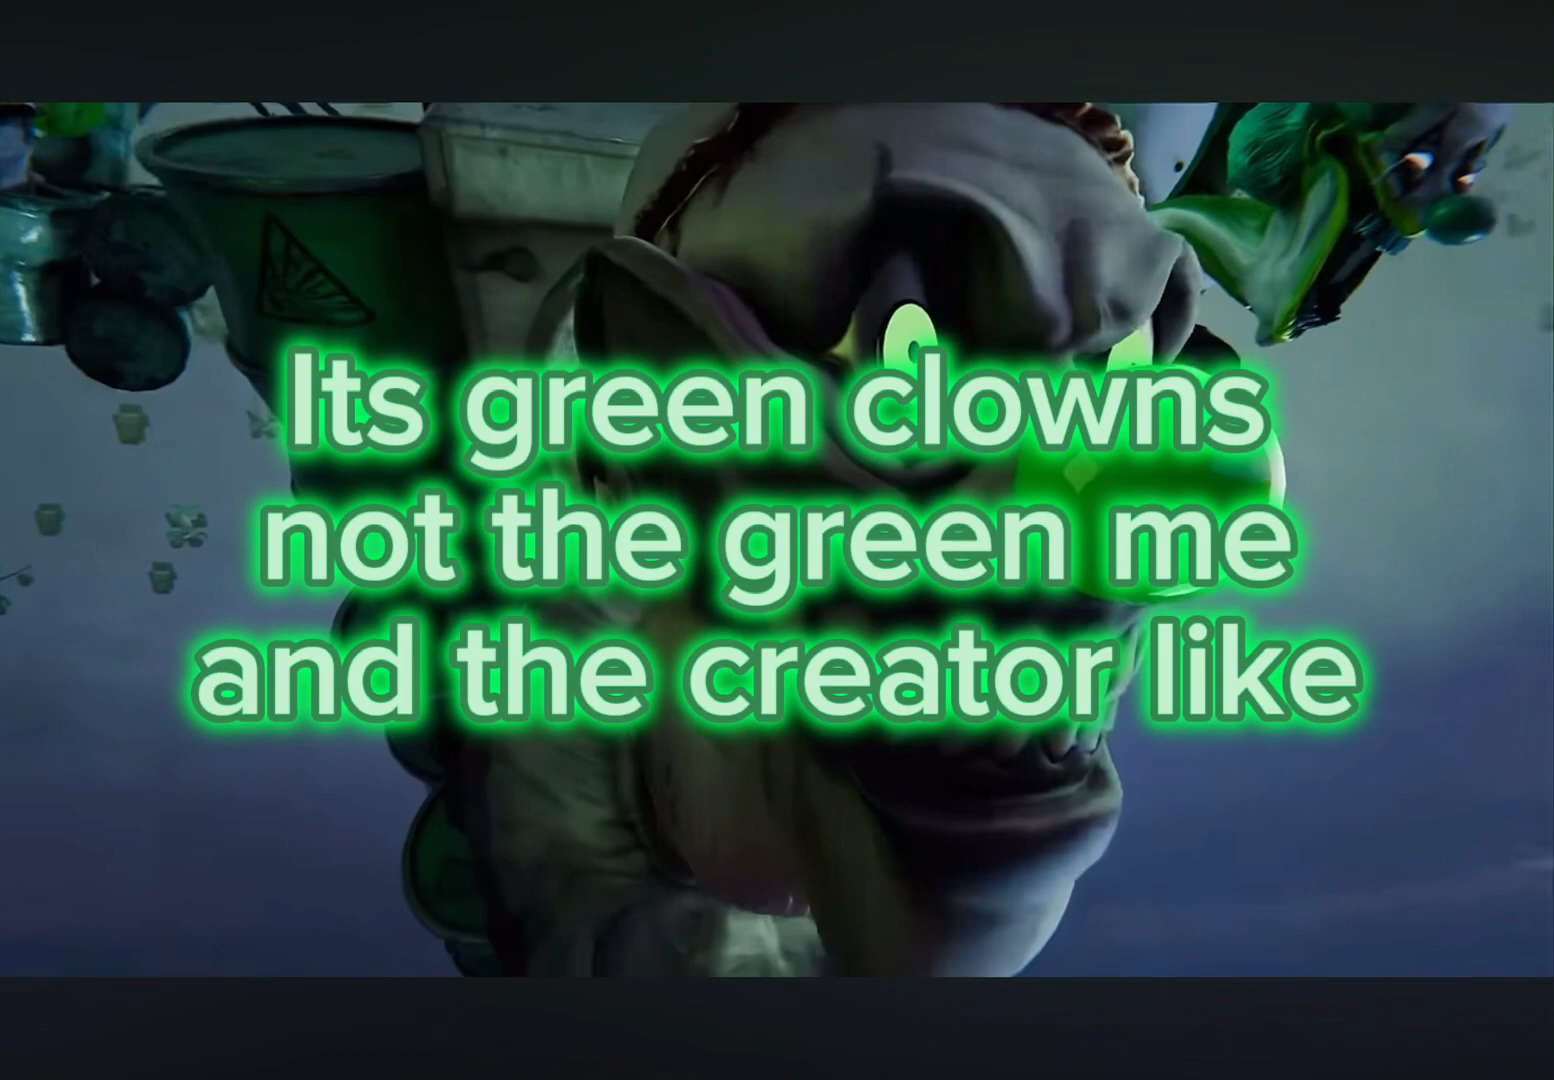 Its green clowns
not the green me
and the creator like